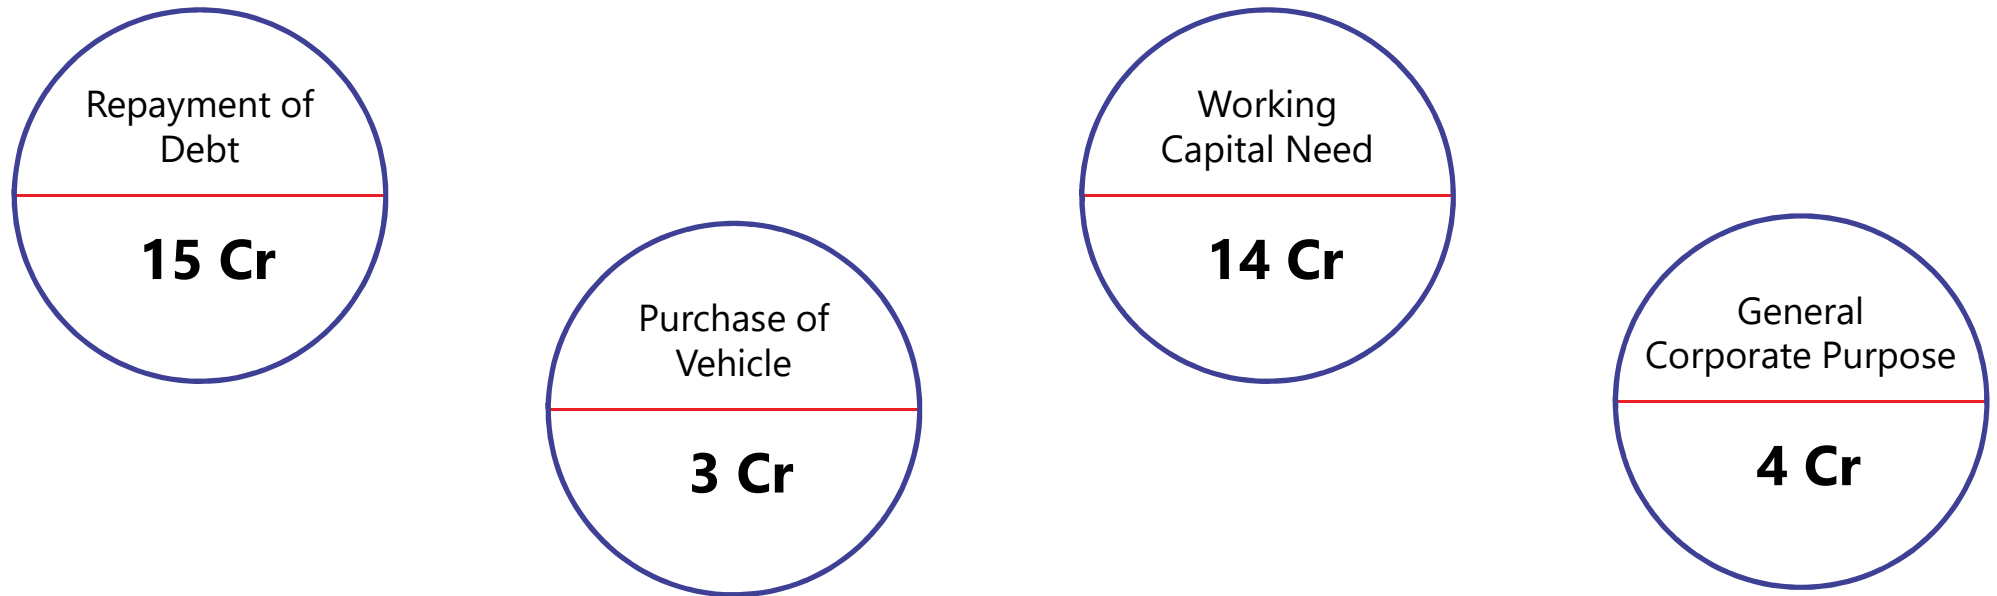 Repayment of
Debt
15 Cr
Purchase of
Vehicle
3 Cr
Working
Capital Need
14 Cr
General
Corporate Purpose
4 Cr